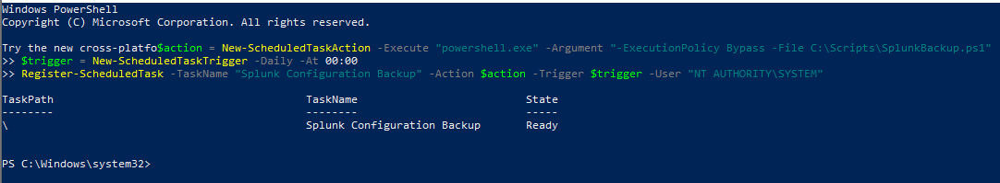 Windows PowerShell
Copyright (C) Microsoft Corporation. All rights reserved.
Try the new cross-platfo$action = New-ScheduledTaskAction -Execute "powershell.exe" -Argument "-ExecutionPolicy Bypass -File C:\Scripts\SplunkBackup.ps1"
>> $trigger = New-ScheduledTaskTrigger -Daily -At 00:00
>> Register-ScheduledTask -TaskName "Splunk Configuration Backup" -Action $action -Trigger $trigger -User "NT AUTHORITY\SYSTEM"
TaskPath TaskName State
-------- -------- -----
\ Splunk Configuration Backup Ready
PS C:\Windows\system32>